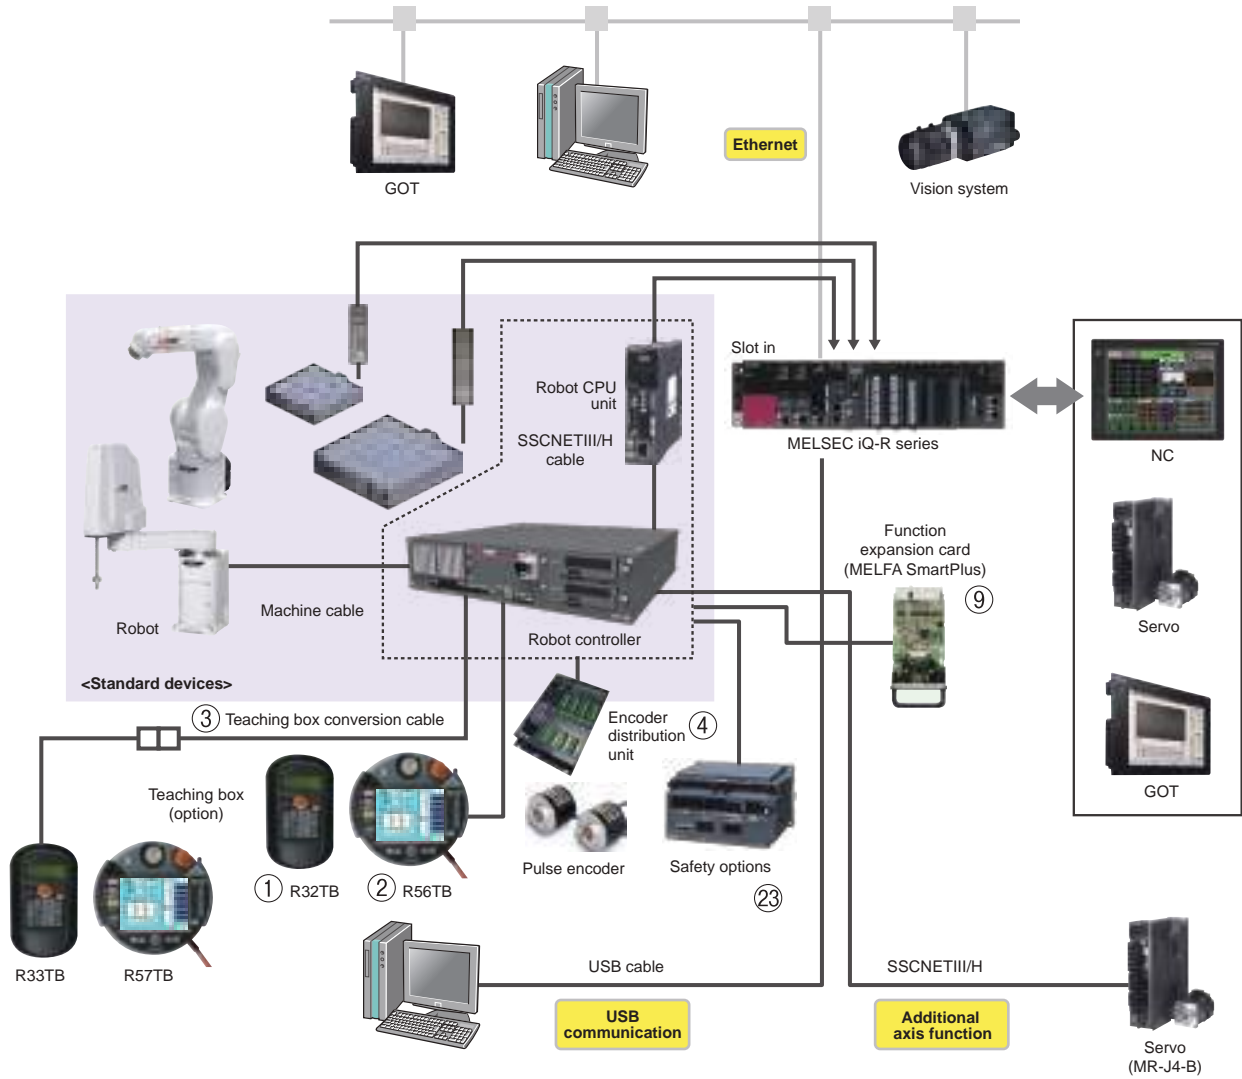 Ethernet
GOT
Vision system
Slot in
Robot CPU
unit
SSCNETIII/H
cable
MELSEC iQ-R series
NC
Function
expansion card
(MELFA SmartPlus)
⑨
Servo
Machine cable
Robot
Robot controller
<Standard devices>
③ Teaching box conversion cable
Encoder
distribution
unit
④
GOT
Teaching box
(option)
Pulse encoder
Safety options
㉓
① R32TB
② R56TB
R33TB
R57TB
USB cable
SSCNETIII/H
USB
communication
Additional
axis function
Servo
(MR-J4-B)